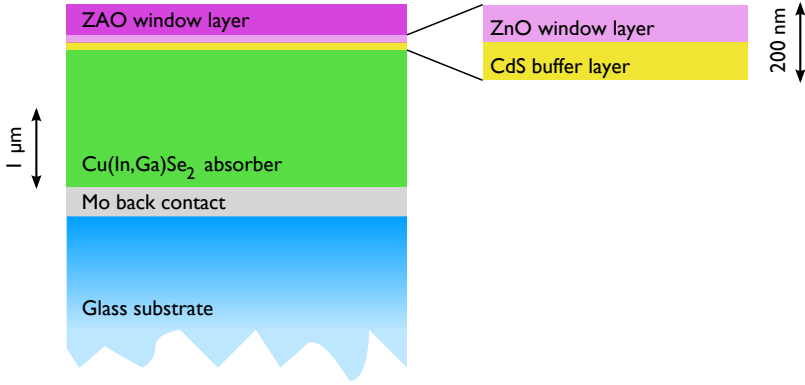 ZAO window layer
ZnO window layer
CdS buffer layer
200 nm
1 µm
Cu(In,Ga)Se₂ absorber
Mo back contact
Glass substrate